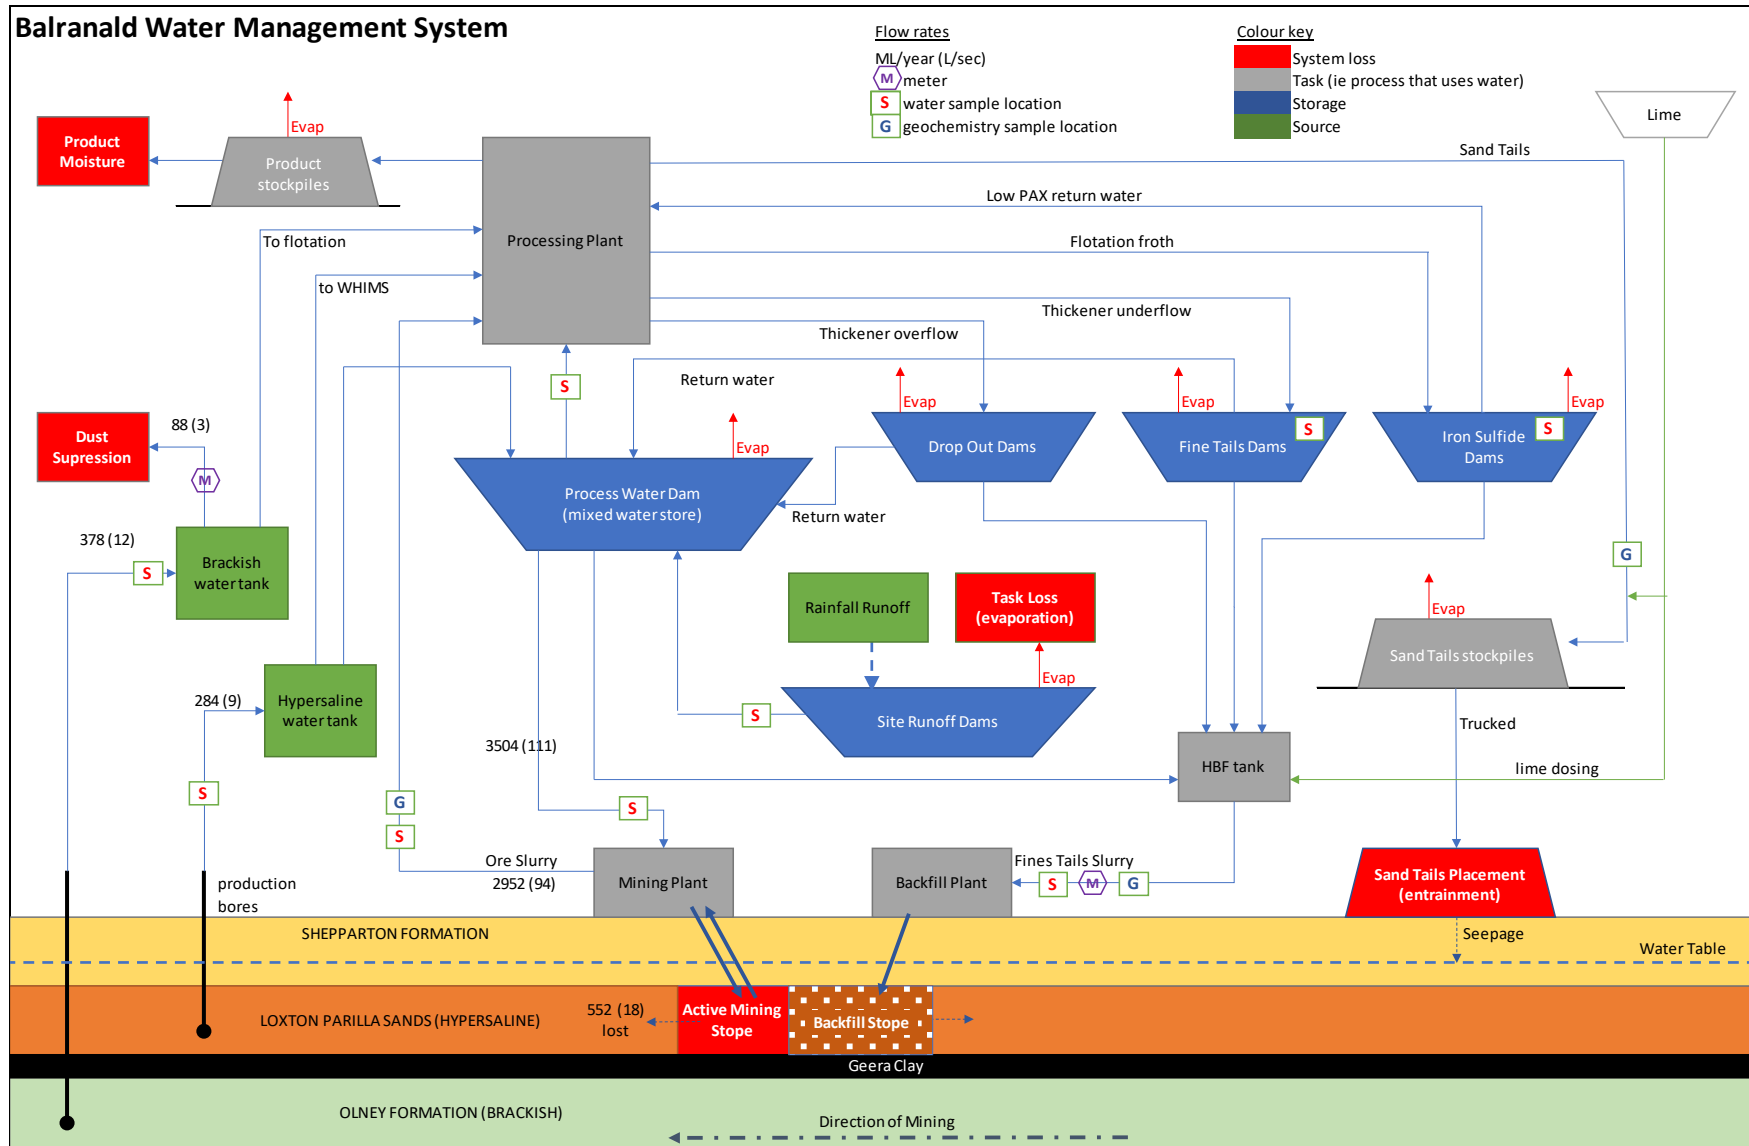 Balranald Water Management System
Flow rates
ML/year (L/sec)
M meter
S water sample location
G geochemistry sample location
Colour key
System loss
Task (ie process that uses water)
Storage
Source
Lime
Evap
Product
Moisture
Product
stockpiles
Sand Tails
Low PAX return water
Processing Plant
To flotation
Flotation froth
to WHIMS
Thickener underflow
Thickener overflow
Return water
S
Evap
Evap
Evap
Evap
88 (3)
Dust
Supression
M
Drop Out Dams
Fine Tails Dams
S
Iron Sulfide
Dams
S
Process Water Dam
(mixed water store)
Return water
378 (12)
S
Brackish
water tank
G
Rainfall Runoff
Task Loss
(evaporation)
Evap
Sand Tails stockpiles
Evap
284 (9)
Hypersaline
water tank
S
Site Runoff Dams
Trucked
3504 (111)
HBF tank
lime dosing
S
G
S
S
Ore Slurry
2952 (94)
Mining Plant
Backfill Plant
Fines Tails Slurry
S
M
G
Sand Tails Placement
(entrainment)
production
bores
SHEPPARTON FORMATION
Seepage
Water Table
LOXTON PARILLA SANDS (HYPERSALINE)
552 (18)
lost
Active Mining
Stope
Backfill Stope
Geera Clay
OLNEY FORMATION (BRACKISH)
Direction of Mining